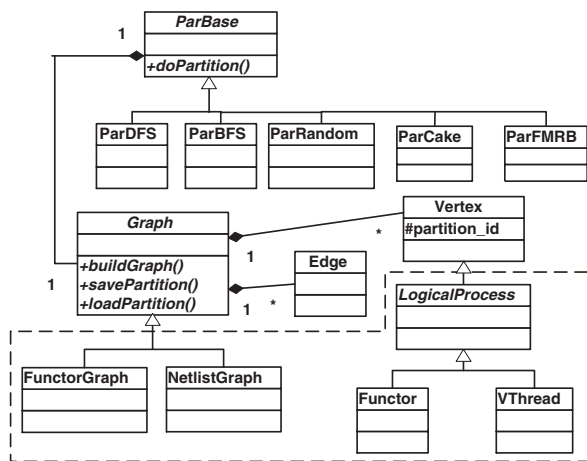 ParBase
1
+doPartition()
ParDFS
ParBFS
ParRandom
ParCake
ParFMRB
Graph
Vertex
#partition_id
1
*
+buildGraph()
+savePartition()
+loadPartition()
Edge
1
1
*
LogicalProcess
FunctorGraph
NetlistGraph
Functor
VThread